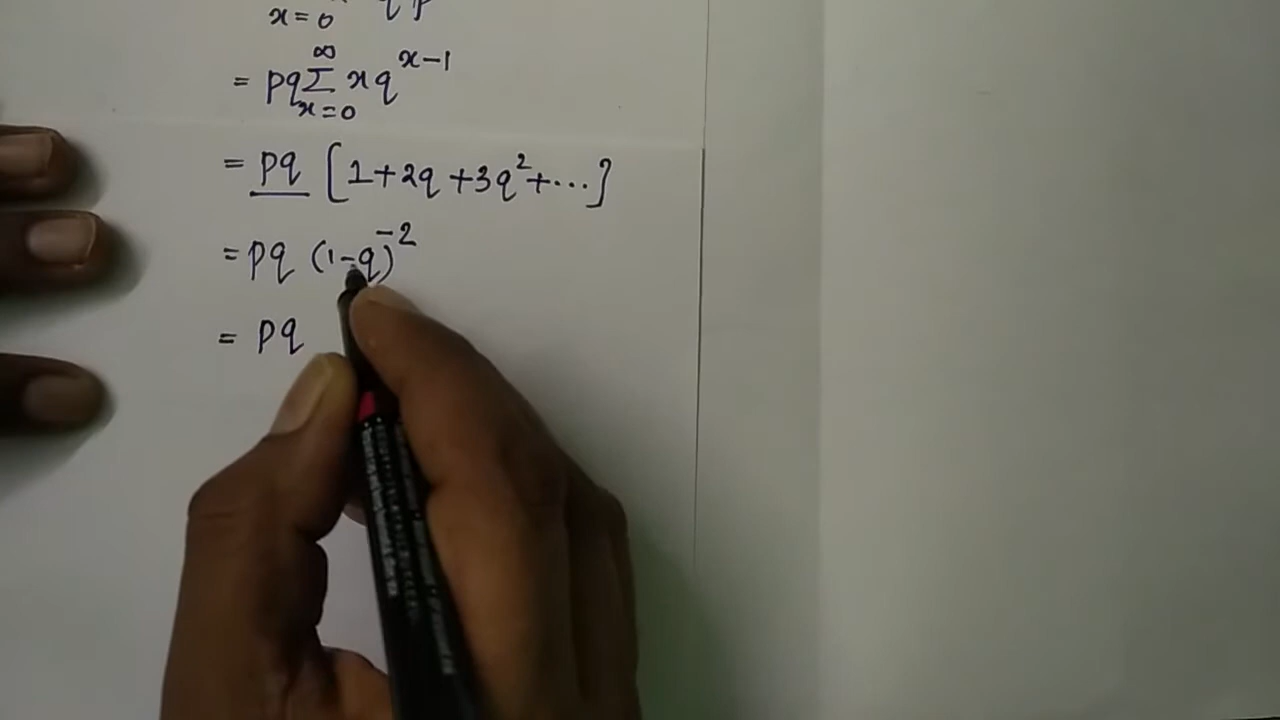 x=0 q p
∞
= pq Σ x q^{x-1}
x=0
= pq [1+2q+3q²+...]
= pq (1-q)^{-2}
= pq